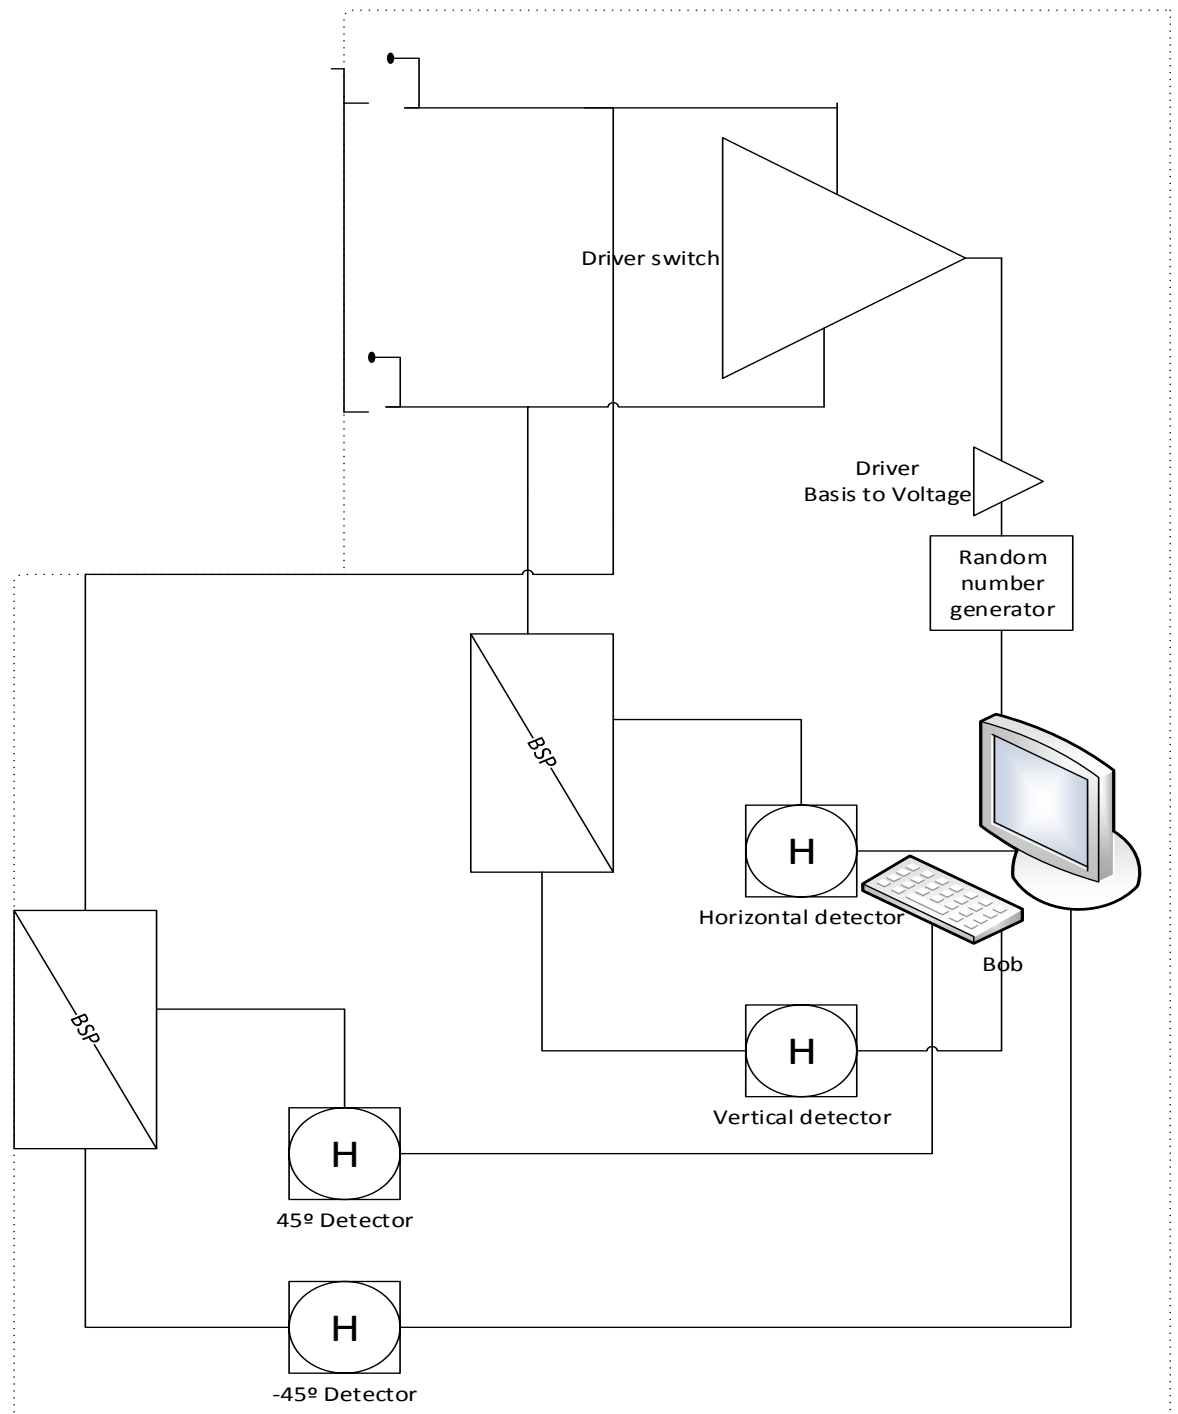 Driver switch
Driver
Basis to Voltage
Random
number
generator
BSP
H
Horizontal detector
Bob
BSP
H
Vertical detector
H
45º Detector
H
-45º Detector